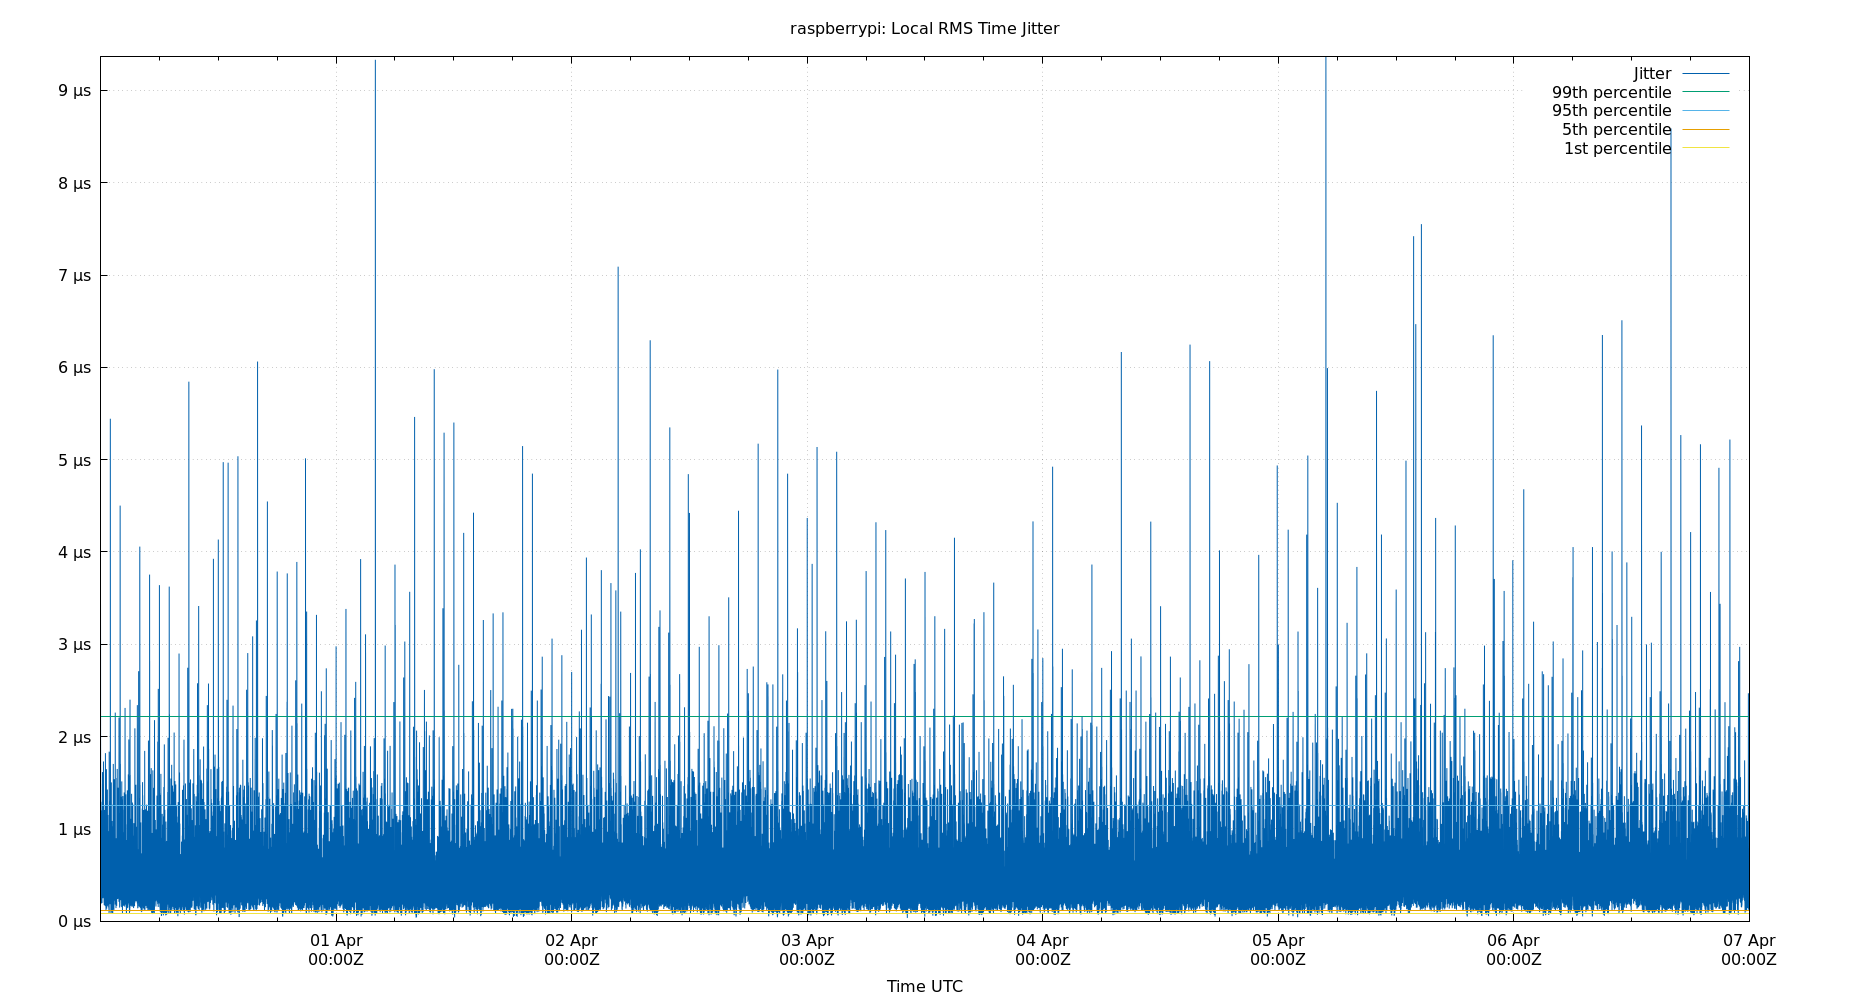 raspberrypi: Local RMS Time Jitter
Jitter
99th percentile
95th percentile
5th percentile
1st percentile
9 µs
8 µs
7 µs
6 µs
5 µs
4 µs
3 µs
2 µs
1 µs
0 µs
01 Apr
00:00Z
02 Apr
00:00Z
03 Apr
00:00Z
04 Apr
00:00Z
05 Apr
00:00Z
06 Apr
00:00Z
07 Apr
00:00Z
Time UTC